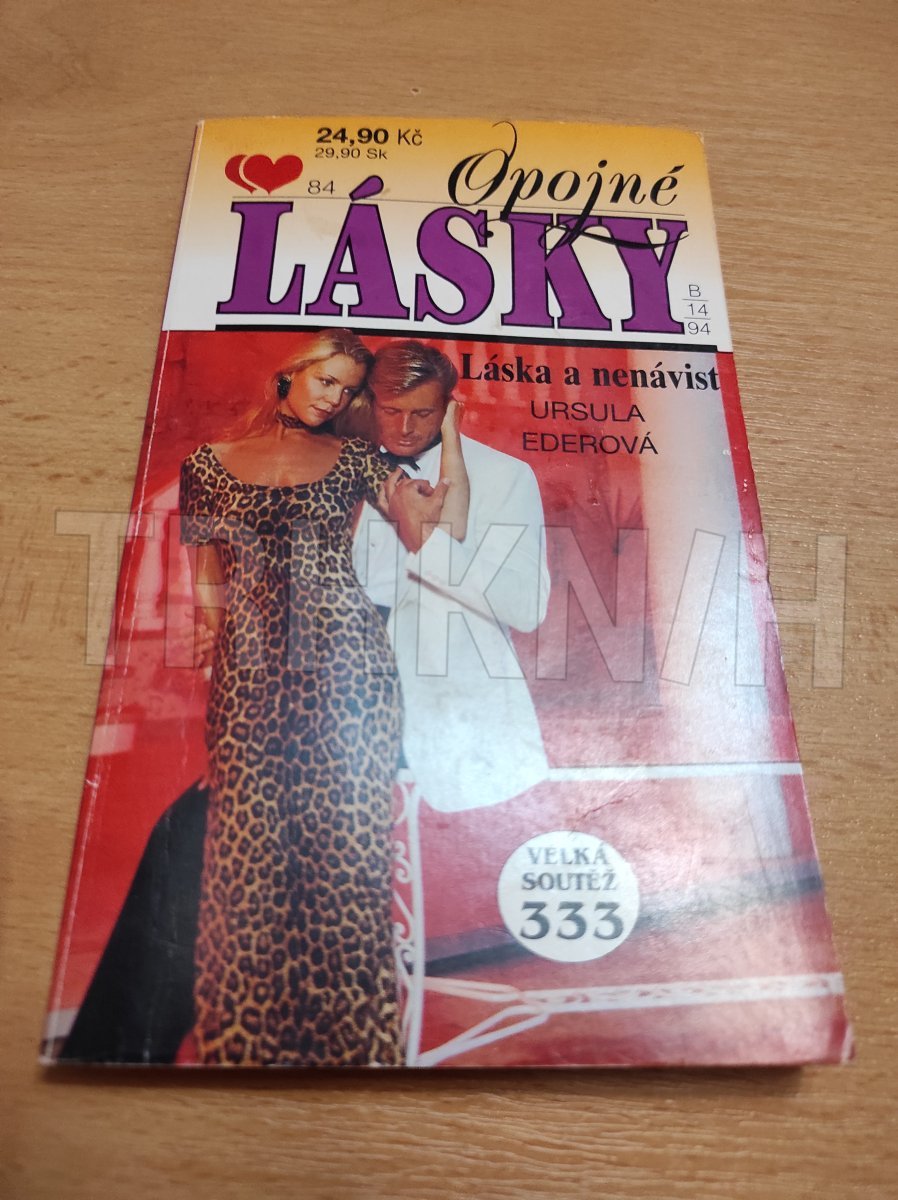 24,90 Kč
29,90 Sk
84
Opojné
LÁSKY
B
14
94
Láska a nenávist
URSULA
EDEROVÁ
VELKÁ
SOUTĚŽ
333